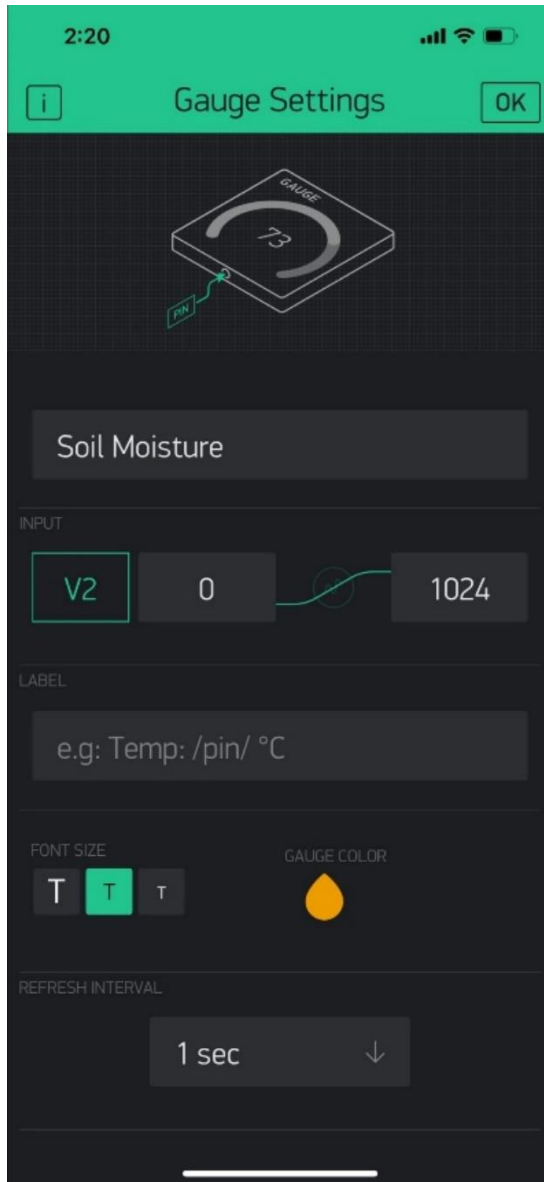 2:20
i Gauge Settings OK
GAUGE
73
PIN
Soil Moisture
INPUT
V2 0 1024
LABEL
e.g: Temp: /pin/ °C
FONT SIZE GAUGE COLOR
T T T
REFRESH INTERVAL
1 sec